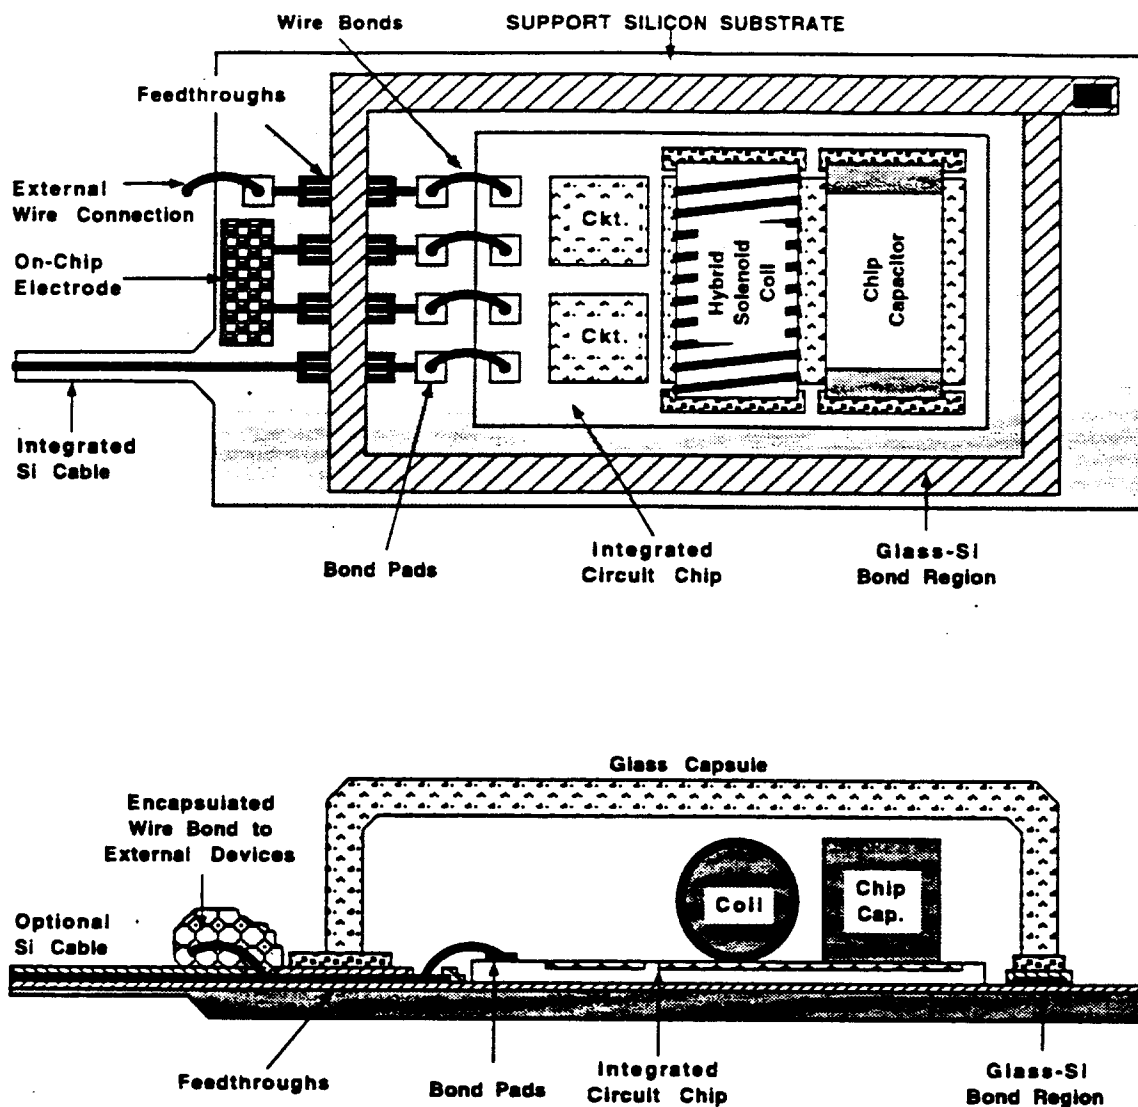 Wire Bonds
SUPPORT SILICON SUBSTRATE
Feedthroughs
External
Wire Connection
On-Chip
Electrode
Ckt.
Ckt.
Hybrid
Solenoid
Coil
Chip
Capacitor
Integrated
Si Cable
Bond Pads
Integrated
Circuit Chip
Glass-Si
Bond Region
Glass Capsule
Encapsulated
Wire Bond to
External Devices
Optional
Si Cable
Coil
Chip
Cap.
Feedthroughs
Bond Pads
Integrated
Circuit Chip
Glass-Si
Bond Region